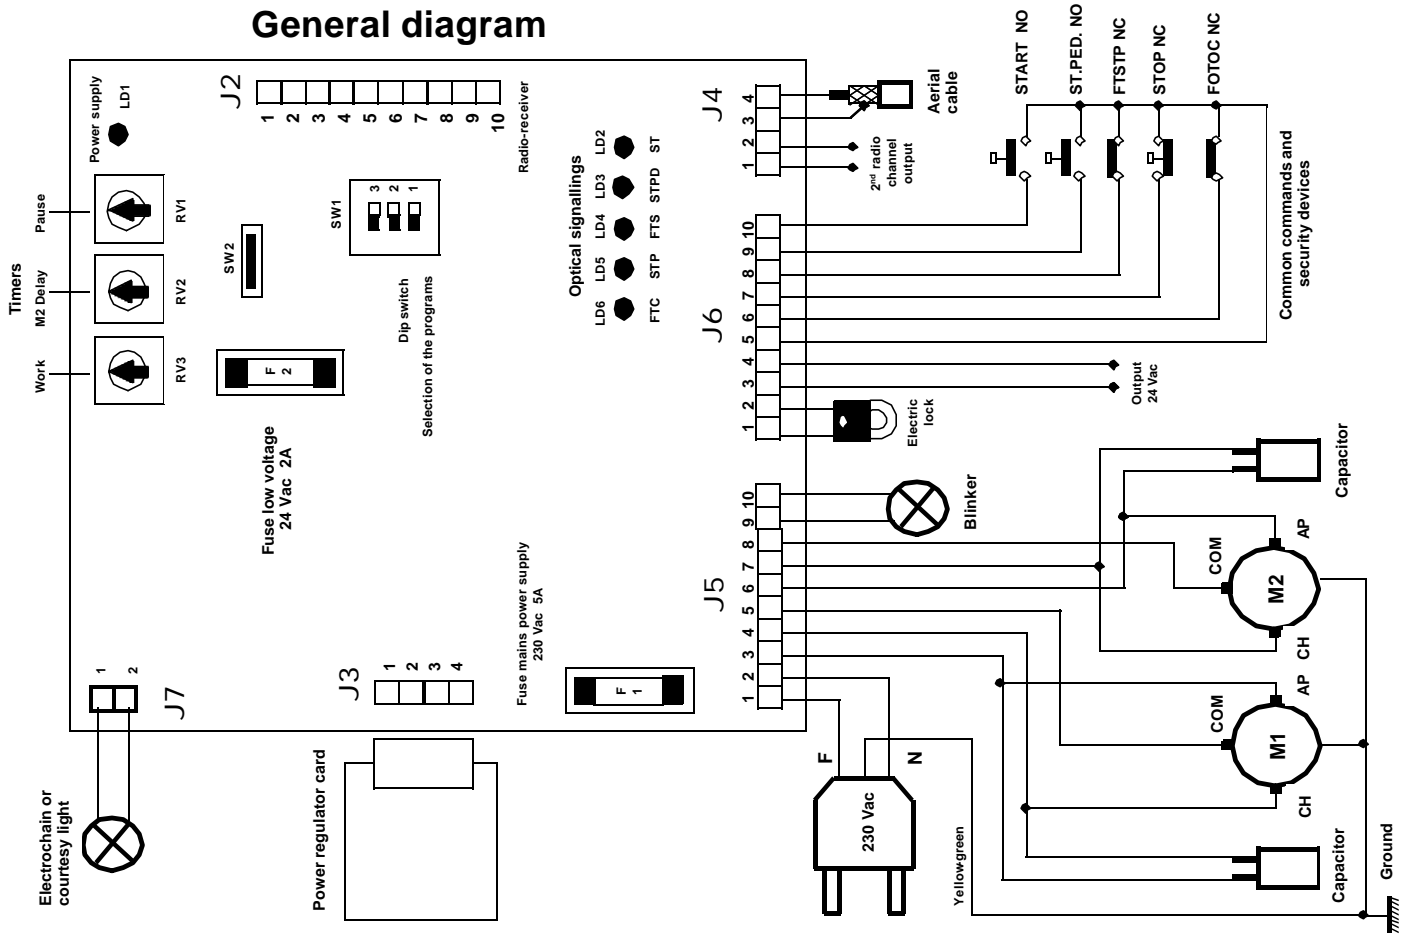 General diagram
Power supply
LD1
J2
1
2
3
4
5
6
7
8
9
10
Radio-receiver
Timers
Pause
M2 Delay
Work
RV1
RV2
RV3
SW2
SW1
3
2
1
Dip switch
Selection of the programs
F
2
Fuse low voltage
24 Vac 2A
Optical signallings
LD2
LD3
LD4
LD5
LD6
ST
STPD
FTS
STP
FTC
J4
4
3
2
1
Aerial
cable
2nd radio
channel
output
START NO
ST.PED. NO
FTSTP NC
STOP NC
FOTOC NC
Common commands and
security devices
J6
10
9
8
7
6
5
4
3
2
1
Output
24 Vac
Electric
lock
J5
10
9
8
7
6
5
4
3
2
1
Blinker
Capacitor
COM
AP
M2
CH
COM
AP
M1
CH
Capacitor
Ground
Fuse mains power supply
230 Vac 5A
F
1
J3
1
2
3
4
J7
1
2
Electrochain or
courtesy light
Power regulator card
F
N
230 Vac
Yellow-green